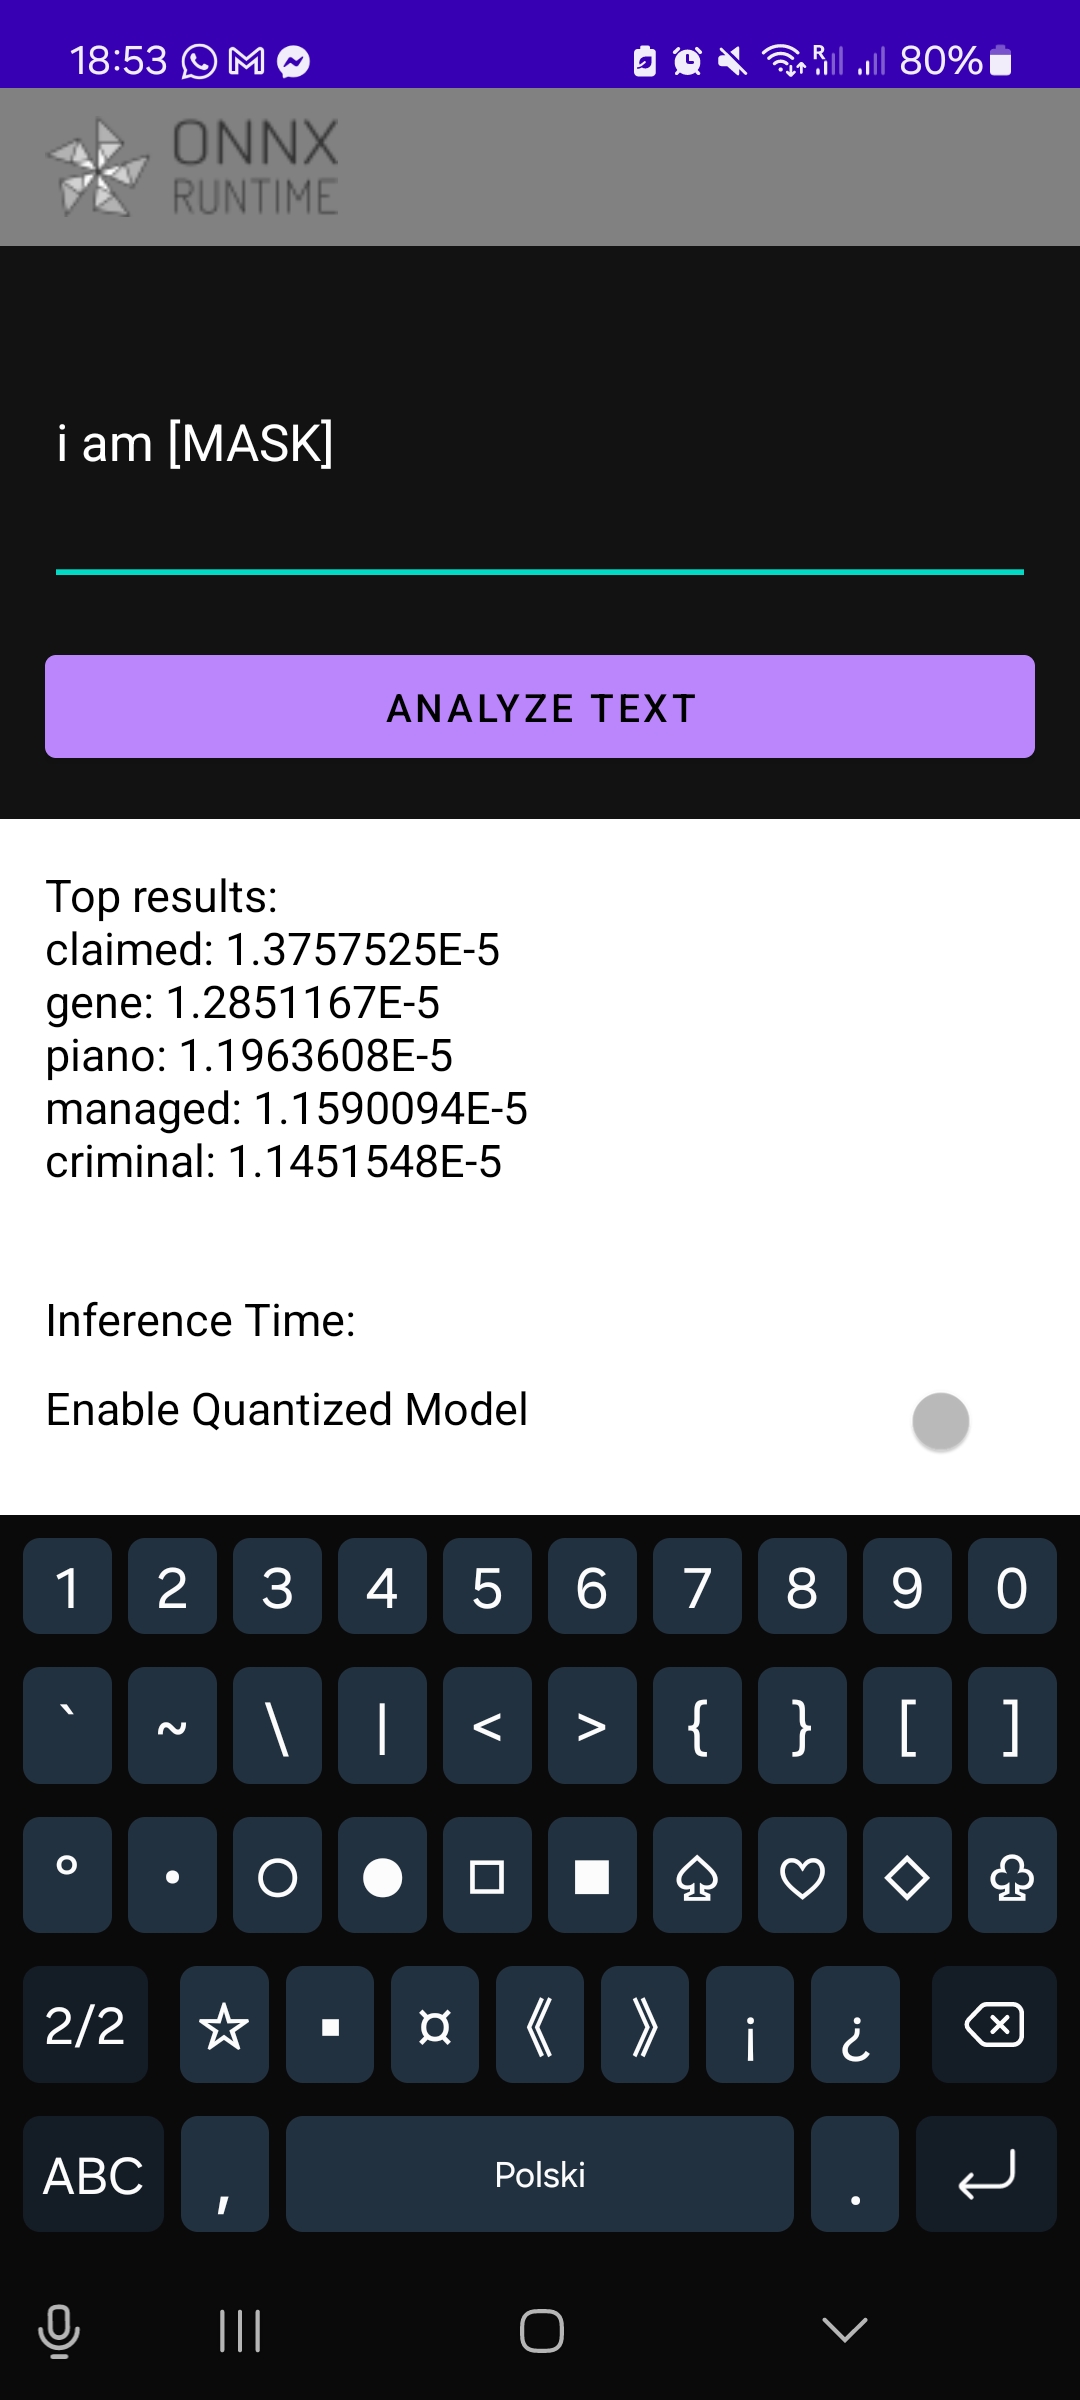 18:53 80%
ONNX
RUNTIME
i am [MASK]
ANALYZE TEXT
Top results:
claimed: 1.3757525E-5
gene: 1.2851167E-5
piano: 1.1963608E-5
managed: 1.1590094E-5
criminal: 1.1451548E-5
Inference Time:
Enable Quantized Model
1 2 3 4 5 6 7 8 9 0
` ~ \ | < > { } [ ]
° • ○ ● □ ■ ♤ ♡ ◇ ♧
2/2 ☆ ▪ ¤ 《 》 ¡ ¿
ABC , Polski .